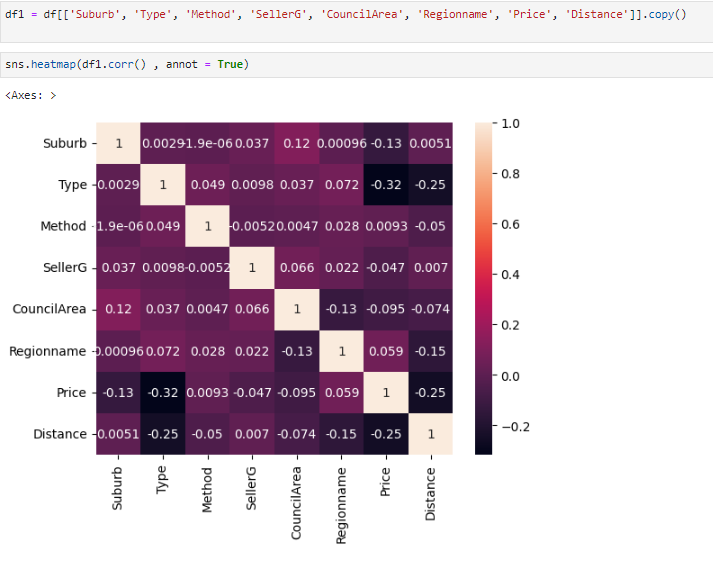 df1 = df[['Suburb', 'Type', 'Method', 'SellerG', 'CouncilArea', 'Regionname', 'Price', 'Distance']].copy()
sns.heatmap(df1.corr() , annot = True)
<Axes: >
Suburb 1 0.0029 -1.9e-06 0.037 0.12 0.00096 -0.13 0.0051
Type 0.0029 1 0.049 0.0098 0.037 0.072 -0.32 -0.25
Method -1.9e-06 0.049 1 -0.0052 0.0047 0.028 0.0093 -0.05
SellerG 0.037 0.0098 -0.0052 1 0.066 0.022 -0.047 0.007
CouncilArea 0.12 0.037 0.0047 0.066 1 -0.13 -0.095 -0.074
Regionname 0.00096 0.072 0.028 0.022 -0.13 1 0.059 -0.15
Price -0.13 -0.32 0.0093 -0.047 -0.095 0.059 1 -0.25
Distance 0.0051 -0.25 -0.05 0.007 -0.074 -0.15 -0.25 1
Suburb
Type
Method
SellerG
CouncilArea
Regionname
Price
Distance
1.0
0.8
0.6
0.4
0.2
0.0
−0.2